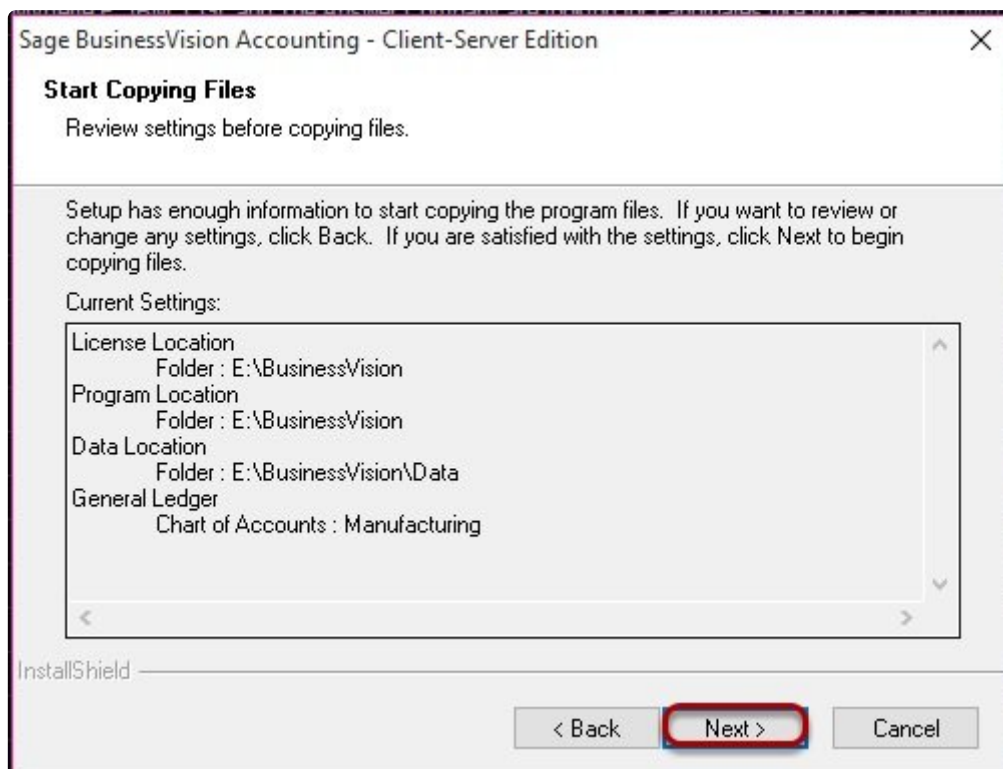 Sage BusinessVision Accounting - Client-Server Edition
Start Copying Files
Review settings before copying files.
Setup has enough information to start copying the program files. If you want to review or
change any settings, click Back. If you are satisfied with the settings, click Next to begin
copying files.
Current Settings:
License Location
Folder : E:\BusinessVision
Program Location
Folder : E:\BusinessVision
Data Location
Folder : E:\BusinessVision\Data
General Ledger
Chart of Accounts : Manufacturing
InstallShield
< Back
Next >
Cancel